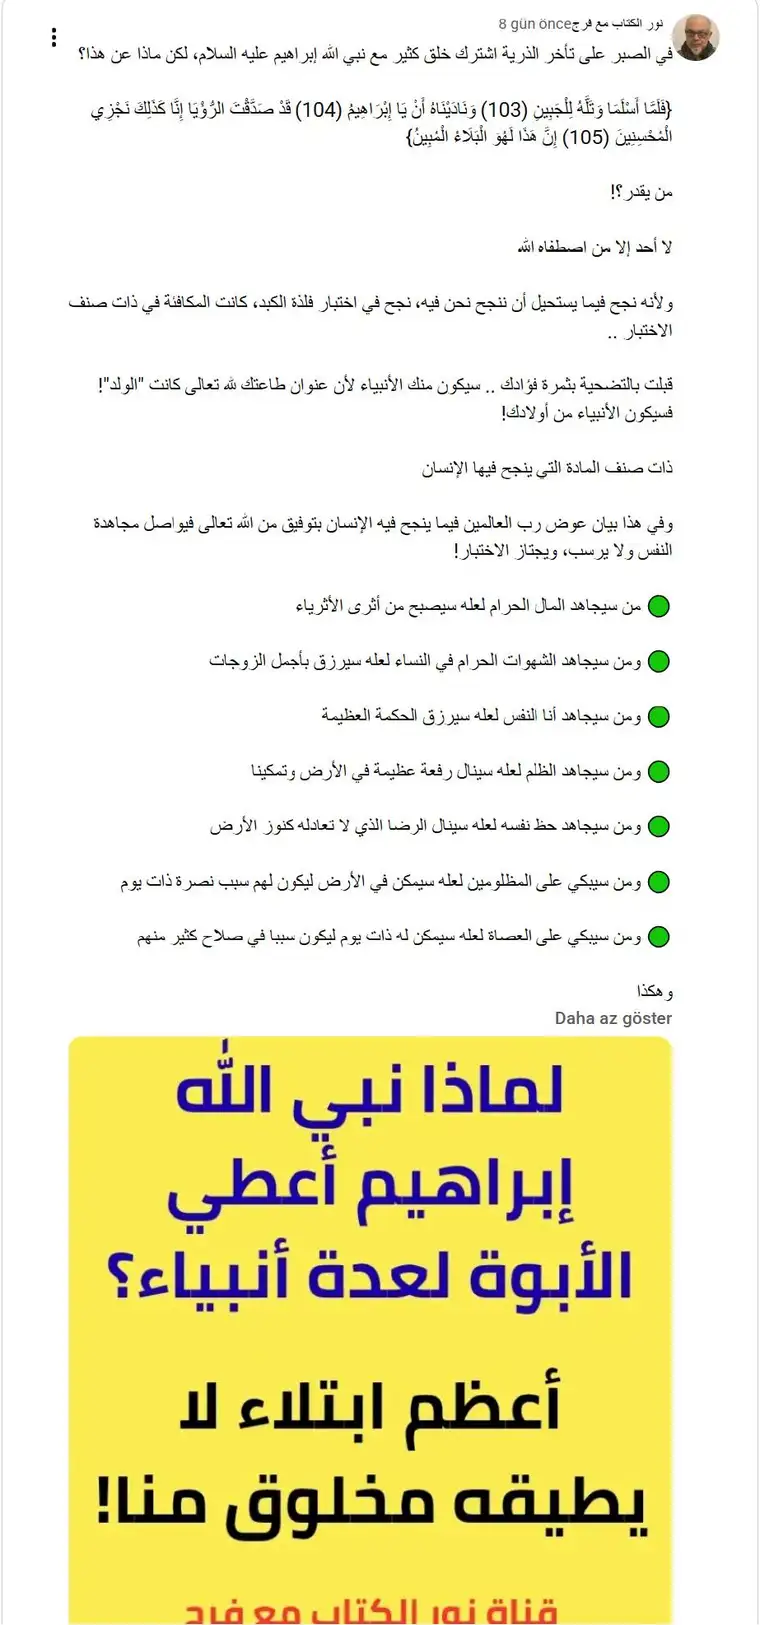 نور الكتاب مع فرج8 gün önce
في الصبر على تأخر الذرية اشترك خلق كثير مع نبي الله إبراهيم عليه السلام، لكن ماذا عن هذا؟
{فَلَمَّا أَسْلَمَا وَتَلَّهُ لِلْجَبِينِ (103) وَنَادَيْنَاهُ أَنْ يَا إِبْرَاهِيمُ (104) قَدْ صَدَّقْتَ الرُّؤْيَا إِنَّا كَذَلِكَ نَجْزِي
الْمُحْسِنِينَ (105) إِنَّ هَذَا لَهُوَ الْبَلَاءُ الْمُبِينُ}
من يقدر؟!
لا أحد إلا من اصطفاه الله
ولأنه نجح فيما يستحيل أن ننجح نحن فيه، نجح في اختبار فلذة الكبد، كانت المكافئة في ذات صنف
الاختبار ..
قبلت بالتضحية بثمرة فؤادك .. سيكون منك الأنبياء لأن عنوان طاعتك لله تعالى كانت "الولد"!
فسيكون الأنبياء من أولادك!
ذات صنف المادة التي ينجح فيها الإنسان
وفي هذا بيان عوض رب العالمين فيما ينجح فيه الإنسان بتوفيق من الله تعالى فيواصل مجاهدة
النفس ولا يرسب، ويجتاز الاختبار!
من سيجاهد المال الحرام لعله سيصبح من أثرى الأثرياء
ومن سيجاهد الشهوات الحرام في النساء لعله سيرزق بأجمل الزوجات
ومن سيجاهد أنا النفس لعله سيرزق الحكمة العظيمة
ومن سيجاهد الظلم لعله سينال رفعة عظيمة في الأرض وتمكينا
ومن سيجاهد حظ نفسه لعله سينال الرضا الذي لا تعادله كنوز الأرض
ومن سيبكي على المظلومين لعله سيمكن في الأرض ليكون لهم سبب نصرة ذات يوم
ومن سيبكي على العصاة لعله سيمكن له ذات يوم ليكون سببا في صلاح كثير منهم
وهكذا
Daha az göster
لماذا نبي الله
إبراهيم أعطي
الأبوة لعدة أنبياء؟
أعظم ابتلاء لا
يطيقه مخلوق منا!
قناة نور الكتاب مع فرج